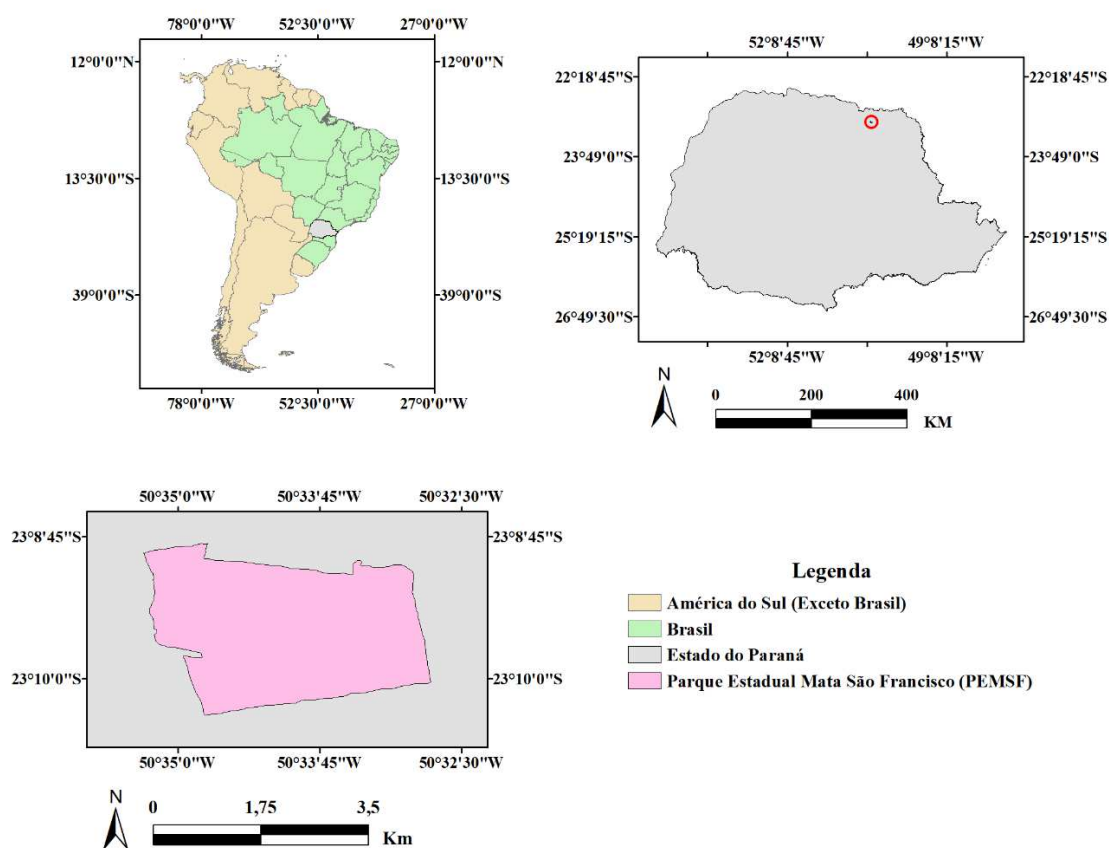 78°0'0"W 52°30'0"W 27°0'0"W
12°0'0"N 12°0'0"N
13°30'0"S 13°30'0"S
39°0'0"S 39°0'0"S
78°0'0"W 52°30'0"W 27°0'0"W
52°8'45"W 49°8'15"W
22°18'45"S 22°18'45"S
23°49'0"S 23°49'0"S
25°19'15"S 25°19'15"S
26°49'30"S 26°49'30"S
52°8'45"W 49°8'15"W
N
0 200 400
KM
50°35'0"W 50°33'45"W 50°32'30"W
23°8'45"S 23°8'45"S
23°10'0"S 23°10'0"S
50°35'0"W 50°33'45"W 50°32'30"W
N
0 1,75 3,5
Km
Legenda
América do Sul (Exceto Brasil)
Brasil
Estado do Paraná
Parque Estadual Mata São Francisco (PEMSF)